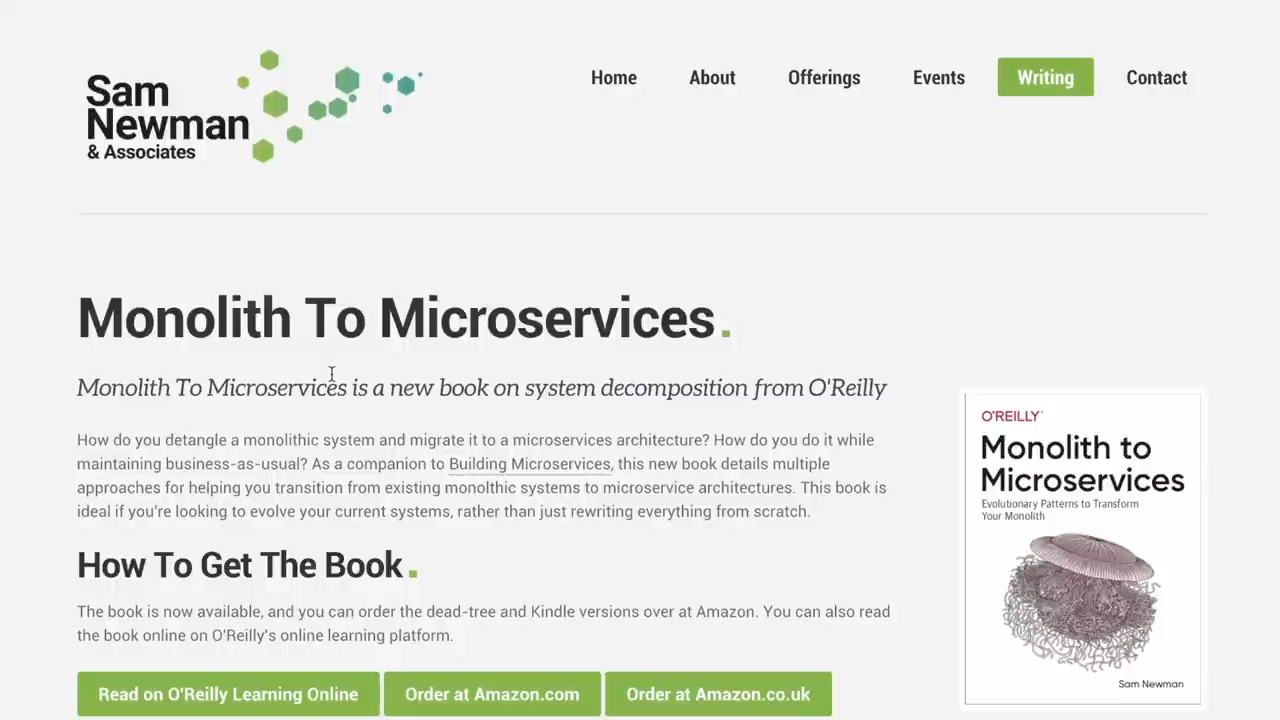 Sam
Newman
& Associates
Home About Offerings Events Writing Contact
Monolith To Microservices.
Monolith To Microservices is a new book on system decomposition from O'Reilly
How do you detangle a monolithic system and migrate it to a microservices architecture? How do you do it while
maintaining business-as-usual? As a companion to Building Microservices, this new book details multiple
approaches for helping you transition from existing monolthic systems to microservice architectures. This book is
ideal if you're looking to evolve your current systems, rather than just rewriting everything from scratch.
How To Get The Book.
The book is now available, and you can order the dead-tree and Kindle versions over at Amazon. You can also read
the book online on O'Reilly's online learning platform.
Read on O'Reilly Learning Online Order at Amazon.com Order at Amazon.co.uk
O'REILLY®
Monolith to
Microservices
Evolutionary Patterns to Transform
Your Monolith
Sam Newman